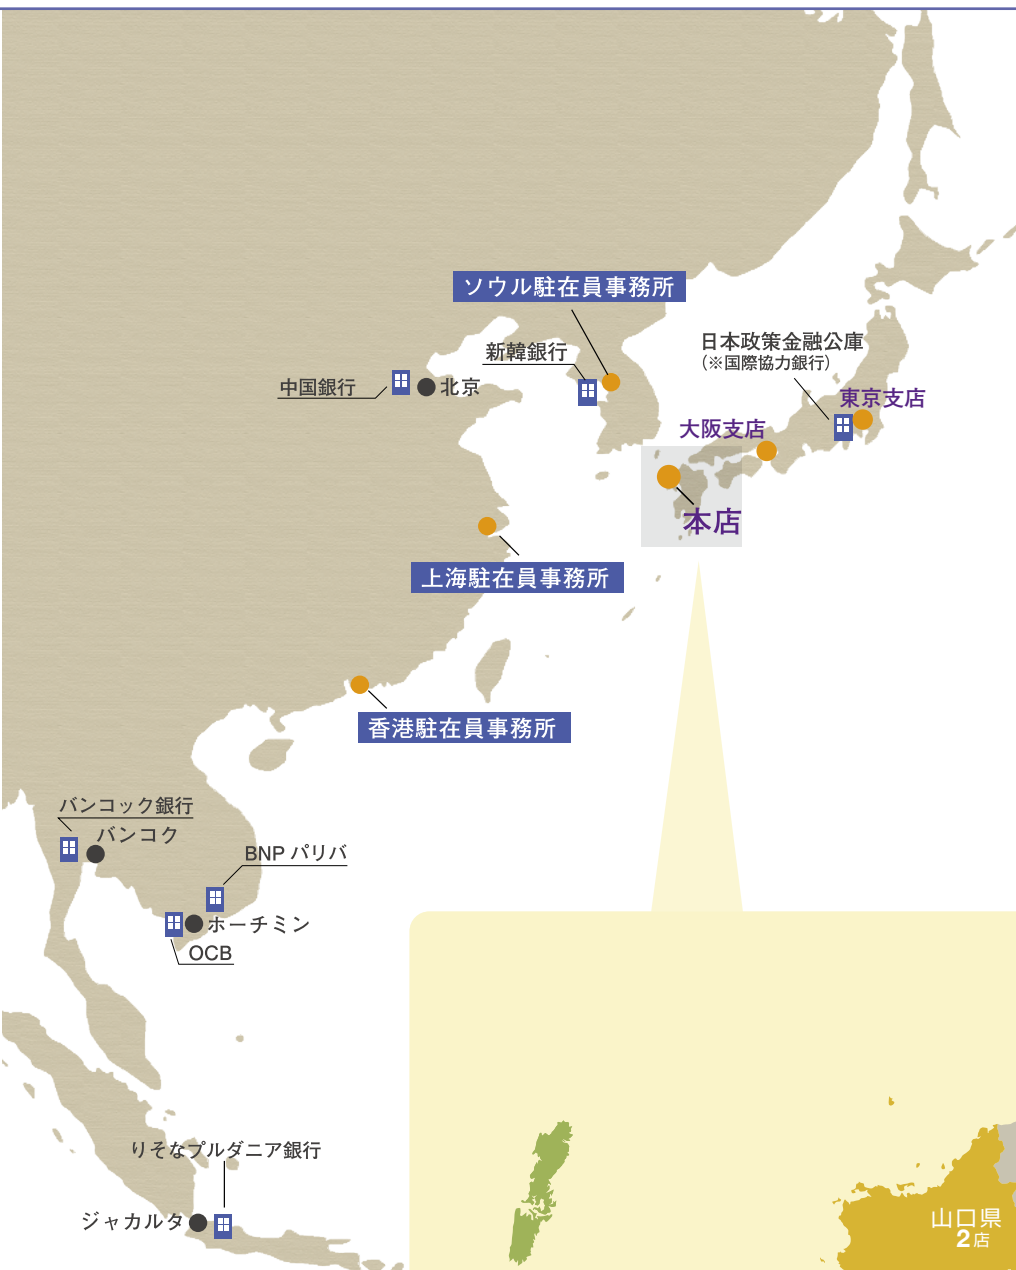 ソウル駐在員事務所
日本政策金融公庫
(※国際協力銀行)
新韓銀行
中国銀行
北京
東京支店
大阪支店
本店
上海駐在員事務所
香港駐在員事務所
バンコック銀行
バンコク
BNP パリバ
ホーチミン
OCB
りそなプルダニア銀行
ジャカルタ
山口県
2店